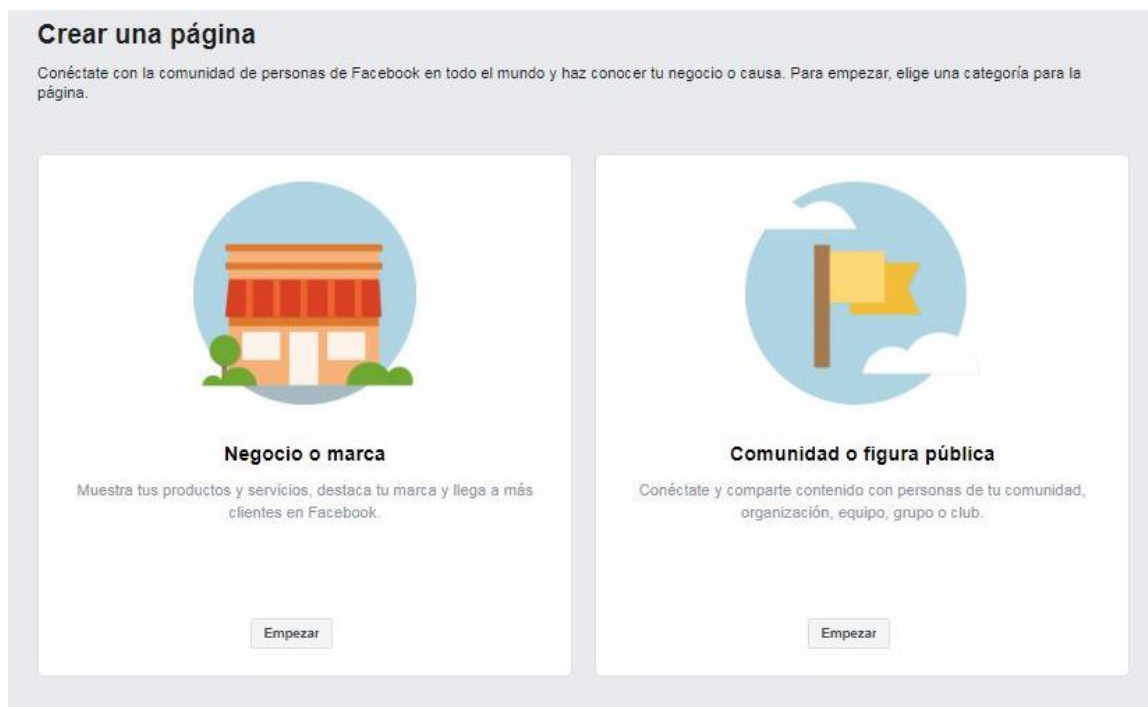 Crear una página
Conéctate con la comunidad de personas de Facebook en todo el mundo y haz conocer tu negocio o causa. Para empezar, elige una categoría para la
página.
Negocio o marca
Muestra tus productos y servicios, destaca tu marca y llega a más
clientes en Facebook.
Empezar
Comunidad o figura pública
Conéctate y comparte contenido con personas de tu comunidad,
organización, equipo, grupo o club.
Empezar